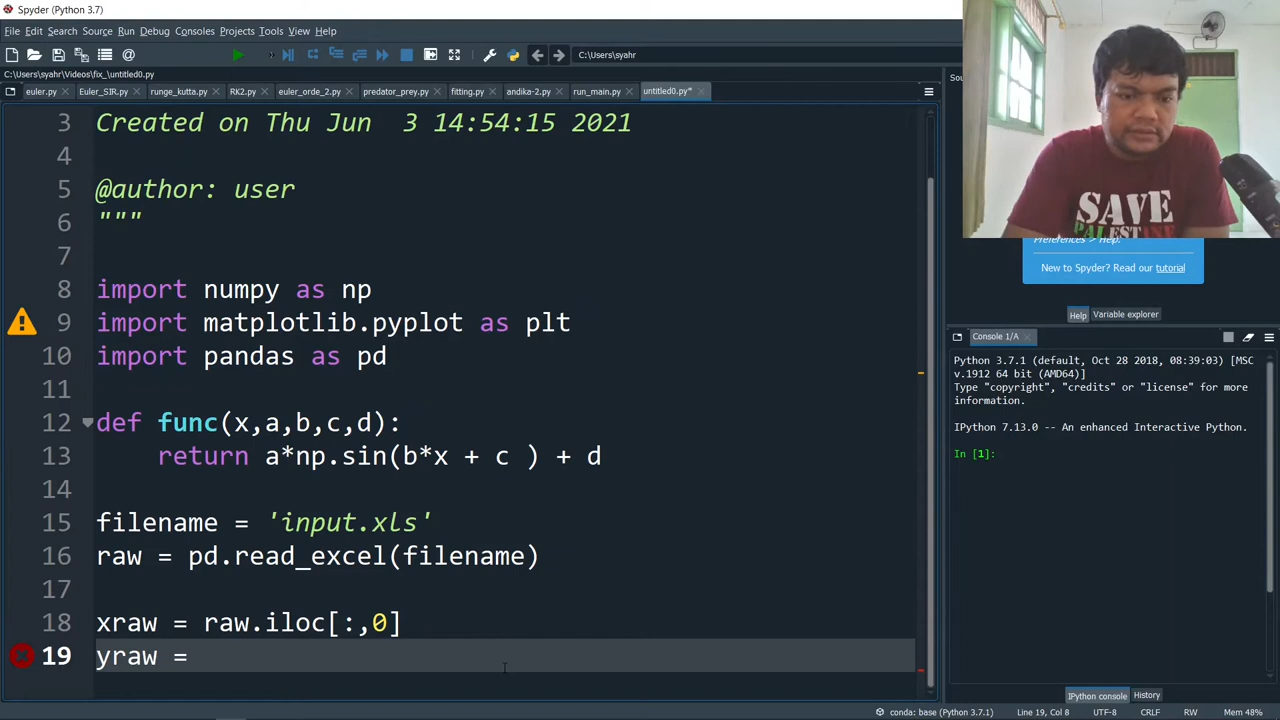 Spyder (Python 3.7)
File Edit Search Source Run Debug Consoles Projects Tools View Help
C:\Users\syahr
C:\Users\syahr\Videos\fix_\untitled0.py
euler.py Euler_SIR.py runge_kutta.py RK2.py euler_orde_2.py predator_prey.py fitting.py andika-2.py run_main.py untitled0.py*
3 Created on Thu Jun  3 14:54:15 2021
4
5 @author: user
6 """
7
8 import numpy as np
9 import matplotlib.pyplot as plt
10 import pandas as pd
11
12 def func(x,a,b,c,d):
13     return a*np.sin(b*x + c ) + d
14
15 filename = 'input.xls'
16 raw = pd.read_excel(filename)
17
18 xraw = raw.iloc[:,0]
19 yraw =
Sou
SAVE
PALESTINE
Preferences > Help.
New to Spyder? Read our tutorial
Help Variable explorer
Console 1/A
Python 3.7.1 (default, Oct 28 2018, 08:39:03) [MSC
v.1912 64 bit (AMD64)]
Type "copyright", "credits" or "license" for more
information.
IPython 7.13.0 -- An enhanced Interactive Python.
In [1]:
IPython console History
conda: base (Python 3.7.1) Line 19, Col 8 UTF-8 CRLF RW Mem 48%